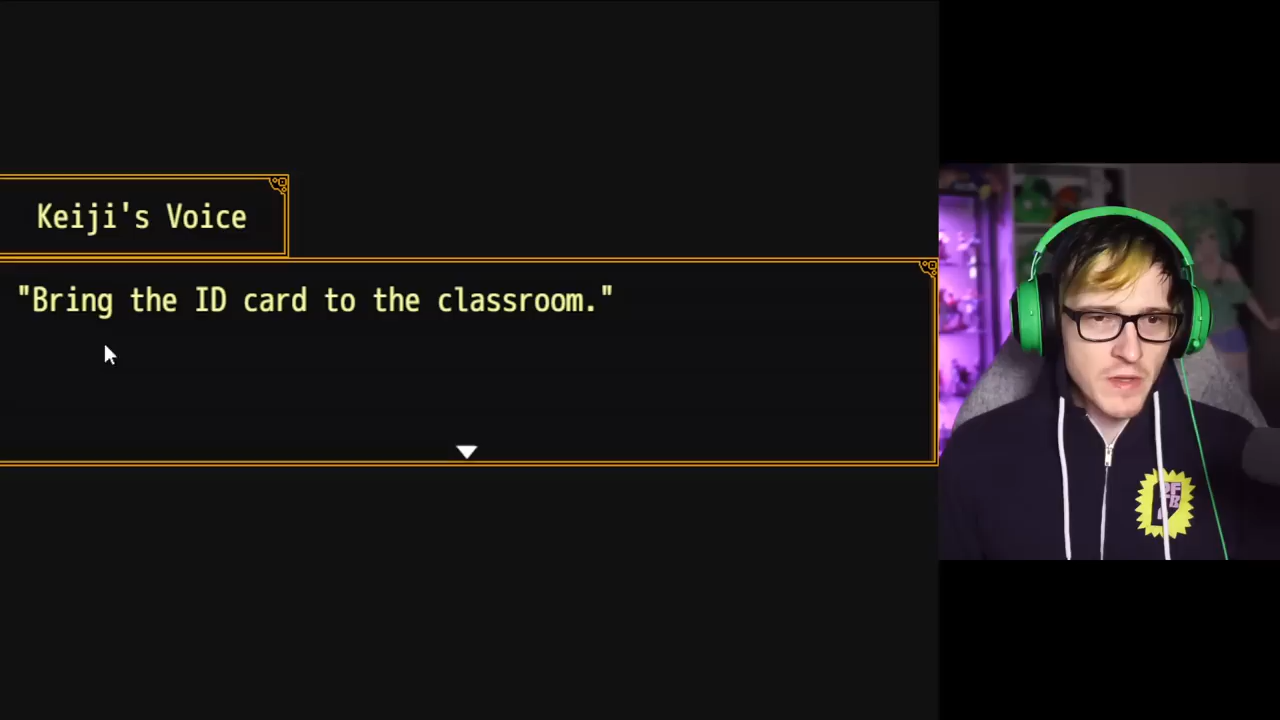 Keiji's Voice
"Bring the ID card to the classroom."